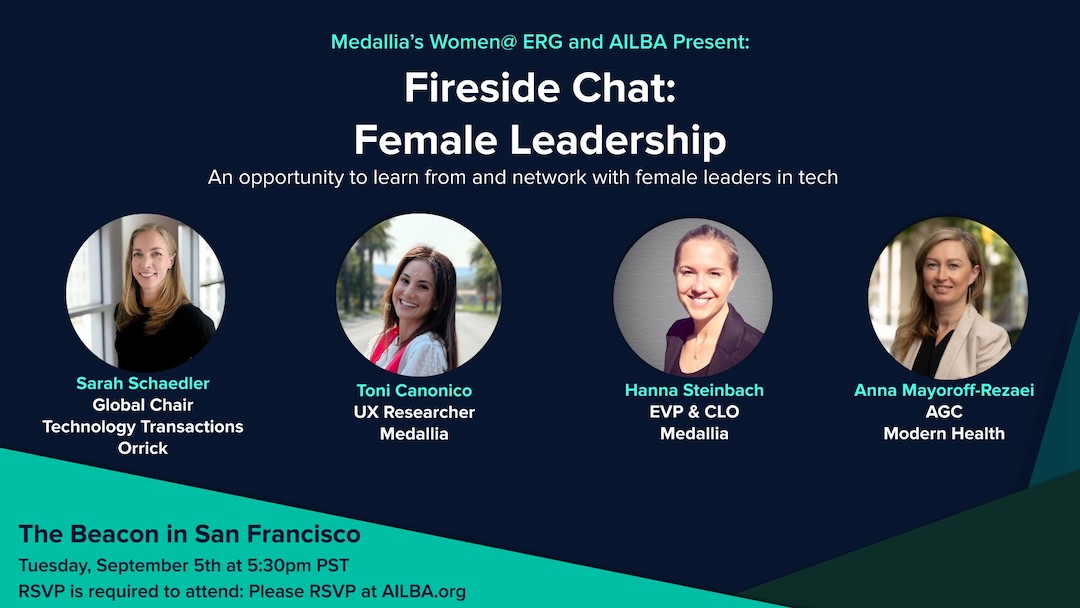 Medallia’s Women@ ERG and AILBA Present:
Fireside Chat:
Female Leadership
An opportunity to learn from and network with female leaders in tech
Sarah Schaedler
Global Chair
Technology Transactions
Orrick
Toni Canonico
UX Researcher
Medallia
Hanna Steinbach
EVP & CLO
Medallia
Anna Mayoroff-Rezaei
AGC
Modern Health
The Beacon in San Francisco
Tuesday, September 5th at 5:30pm PST
RSVP is required to attend: Please RSVP at AILBA.org